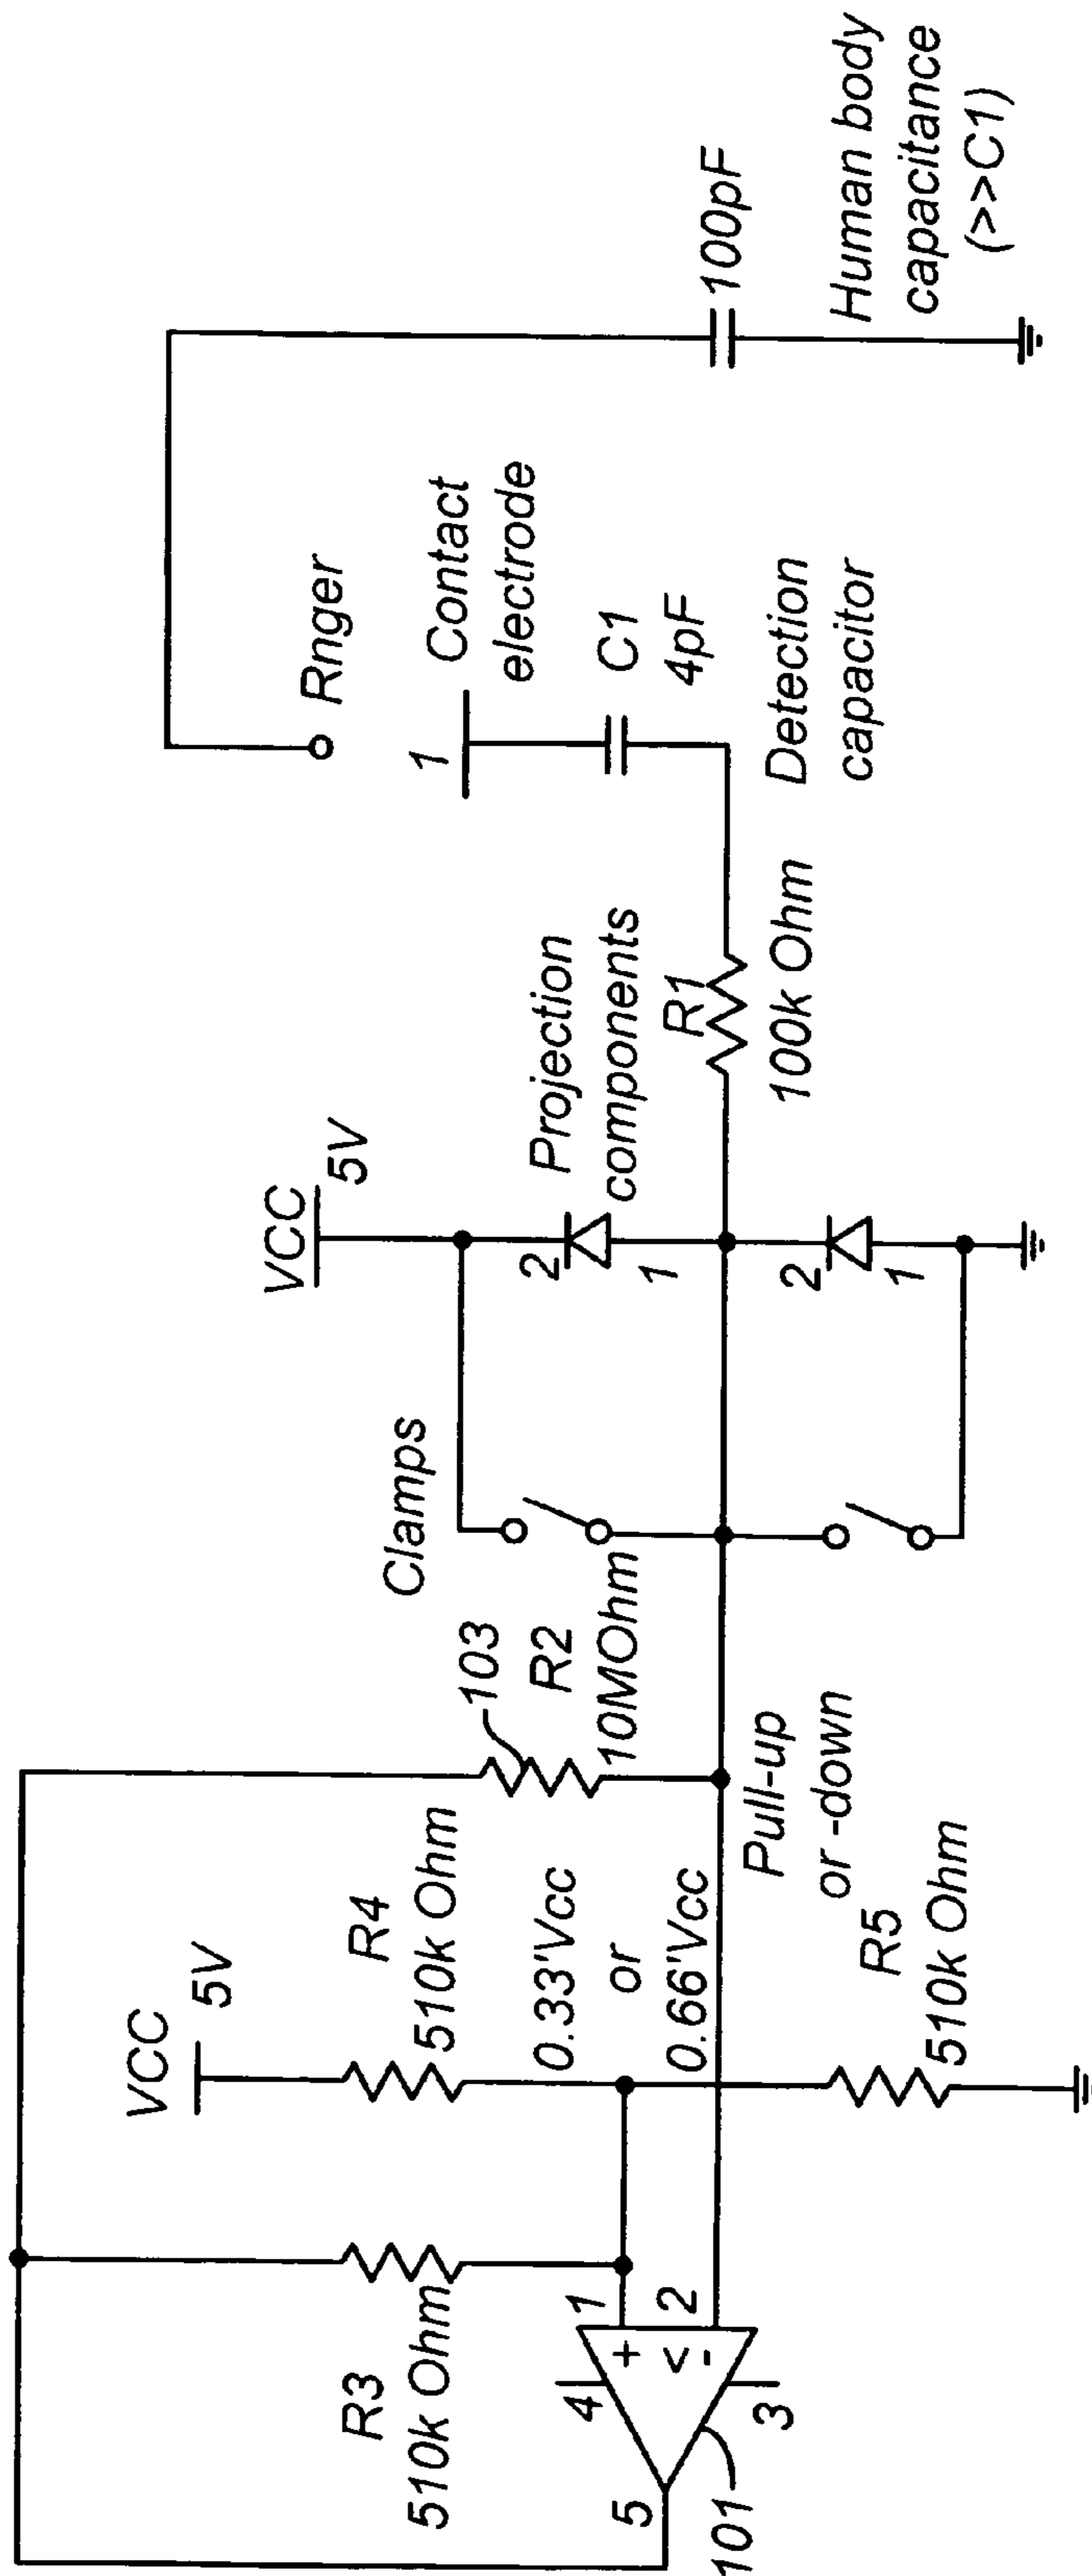 VCC
5V
R3
510k Ohm
R4
510k Ohm
0.33"Vcc
or
0.66"Vcc
103
R2
10MOhm
Clamps
VCC
5V
Projection
components
2
1
2
1
R1
100k Ohm
Rnger
1
Contact
electrode
C1
4pF
Detection
capacitor
100pF
Human body
capacitance
(>>C1)
Pull-up
or -down
R5
510k Ohm
5
4
1
+
<
-
2
3
101